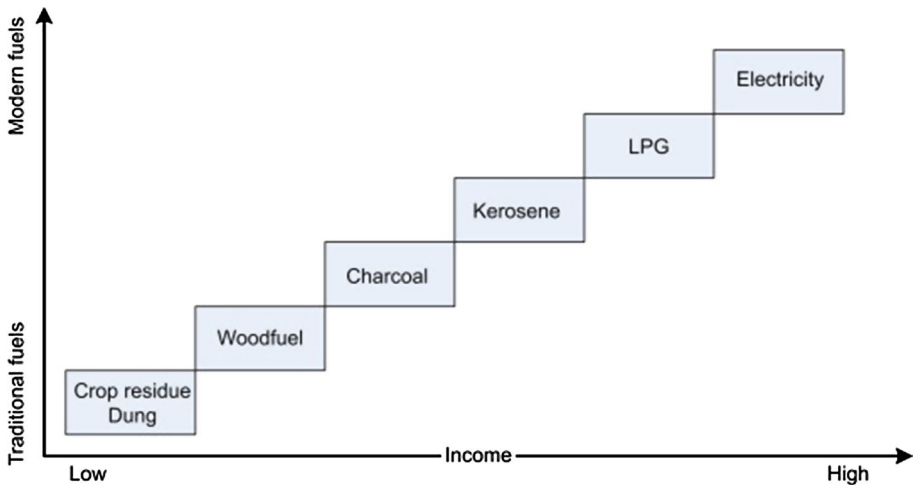 Modern fuels
Electricity
LPG
Kerosene
Charcoal
Woodfuel
Crop residue
Dung
Traditional fuels
Income
Low
High